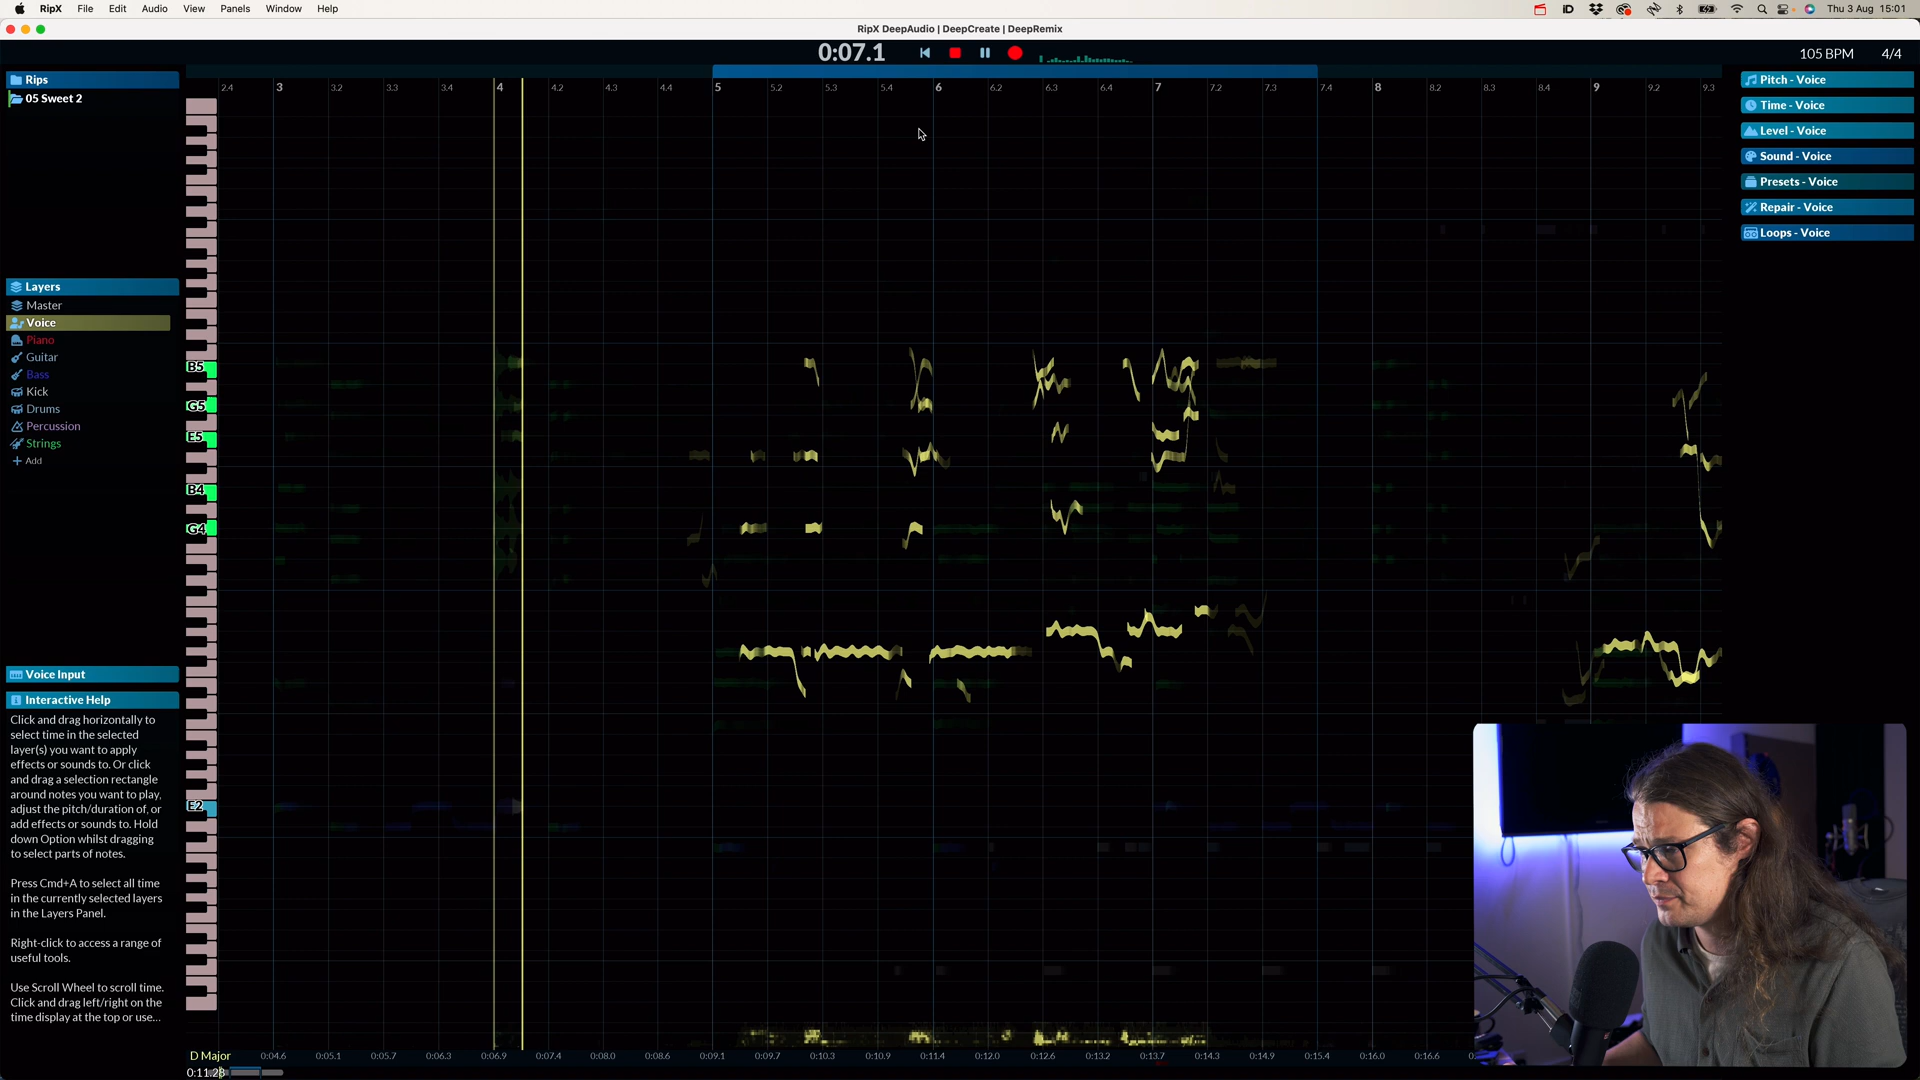 RipX File Edit Audio View Panels Window Help
Thu 3 Aug 15:01
RipX DeepAudio | DeepCreate | DeepRemix
0:07.1
105 BPM 4/4
Rips
05 Sweet 2
2.4 3 3.2 3.3 3.4 4 4.2 4.3 4.4 5 5.2 5.3 5.4 6 6.2 6.3 6.4 7 7.2 7.3 7.4 8 8.2 8.3 8.4 9 9.2 9.3
Pitch - Voice
Time - Voice
Level - Voice
Sound - Voice
Presets - Voice
Repair - Voice
Loops - Voice
Layers
Master
Voice
Piano
Guitar
Bass
Kick
Drums
Percussion
Strings
+ Add
B5
G5
E5
B4
G4
E2
Voice Input
Interactive Help
Click and drag horizontally to
select time in the selected
layer(s) you want to apply
effects or sounds to. Or click
and drag a selection rectangle
around notes you want to play,
adjust the pitch/duration of, or
add effects or sounds to. Hold
down Option whilst dragging
to select parts of notes.
Press Cmd+A to select all time
in the currently selected layers
in the Layers Panel.
Right-click to access a range of
useful tools.
Use Scroll Wheel to scroll time.
Click and drag left/right on the
time display at the top or use...
D Major
0:04.6 0:05.1 0:05.7 0:06.3 0:06.9 0:07.4 0:08.0 0:08.6 0:09.1 0:09.7 0:10.3 0:10.9 0:11.4 0:12.0 0:12.6 0:13.2 0:13.7 0:14.3 0:14.9 0:15.4 0:16.0 0:16.6